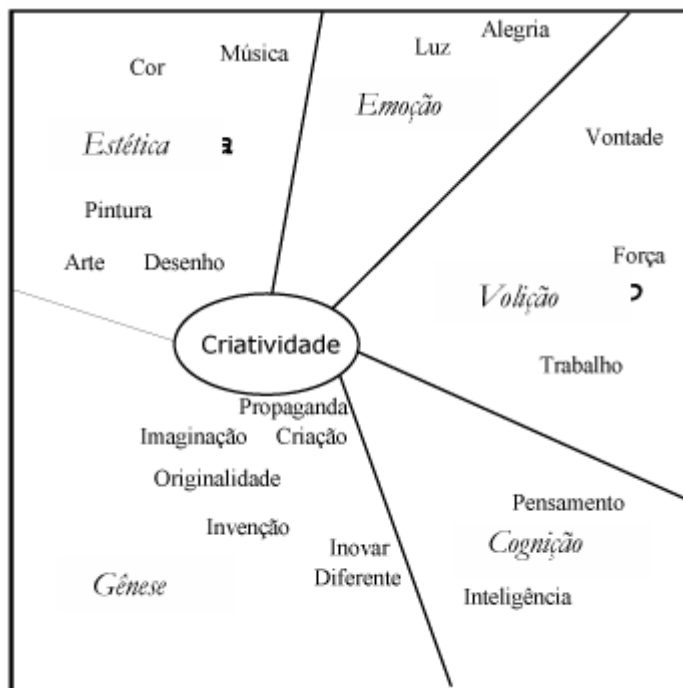 Cor
Música
Estética
Pintura
Arte
Desenho
Luz
Alegria
Emoção
Vontade
Força
Volição
Trabalho
Criatividade
Propaganda
Imaginação
Criação
Originalidade
Invenção
Inovar
Diferente
Gênese
Pensamento
Cognição
Inteligência